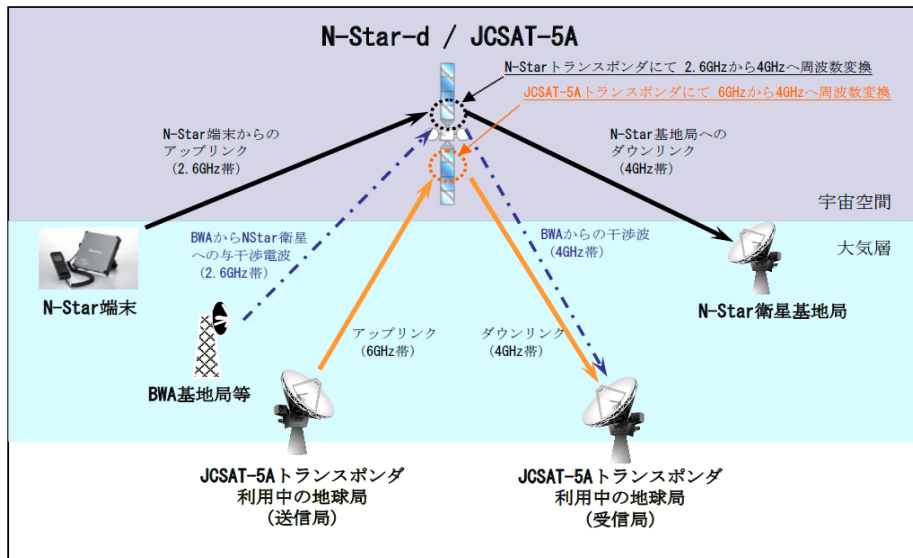 N-Star-d / JCSAT-5A
N-Starトランスポンダにて 2.6GHzから4GHzへ周波数変換
JCSAT-5Aトランスポンダにて 6GHzから4GHzへ周波数変換
N-Star端末からの
アップリンク
(2.6GHz帯)
N-Star基地局への
ダウンリンク
(4GHz帯)
宇宙空間
大気層
BWAからNStar衛星
への与干渉電波
(2.6GHz帯)
BWAからの干渉波
(4GHz帯)
N-Star端末
N-Star衛星基地局
アップリンク
(6GHz帯)
ダウンリンク
(4GHz帯)
BWA基地局等
JCSAT-5Aトランスポンダ
利用中の地球局
(送信局)
JCSAT-5Aトランスポンダ
利用中の地球局
(受信局)